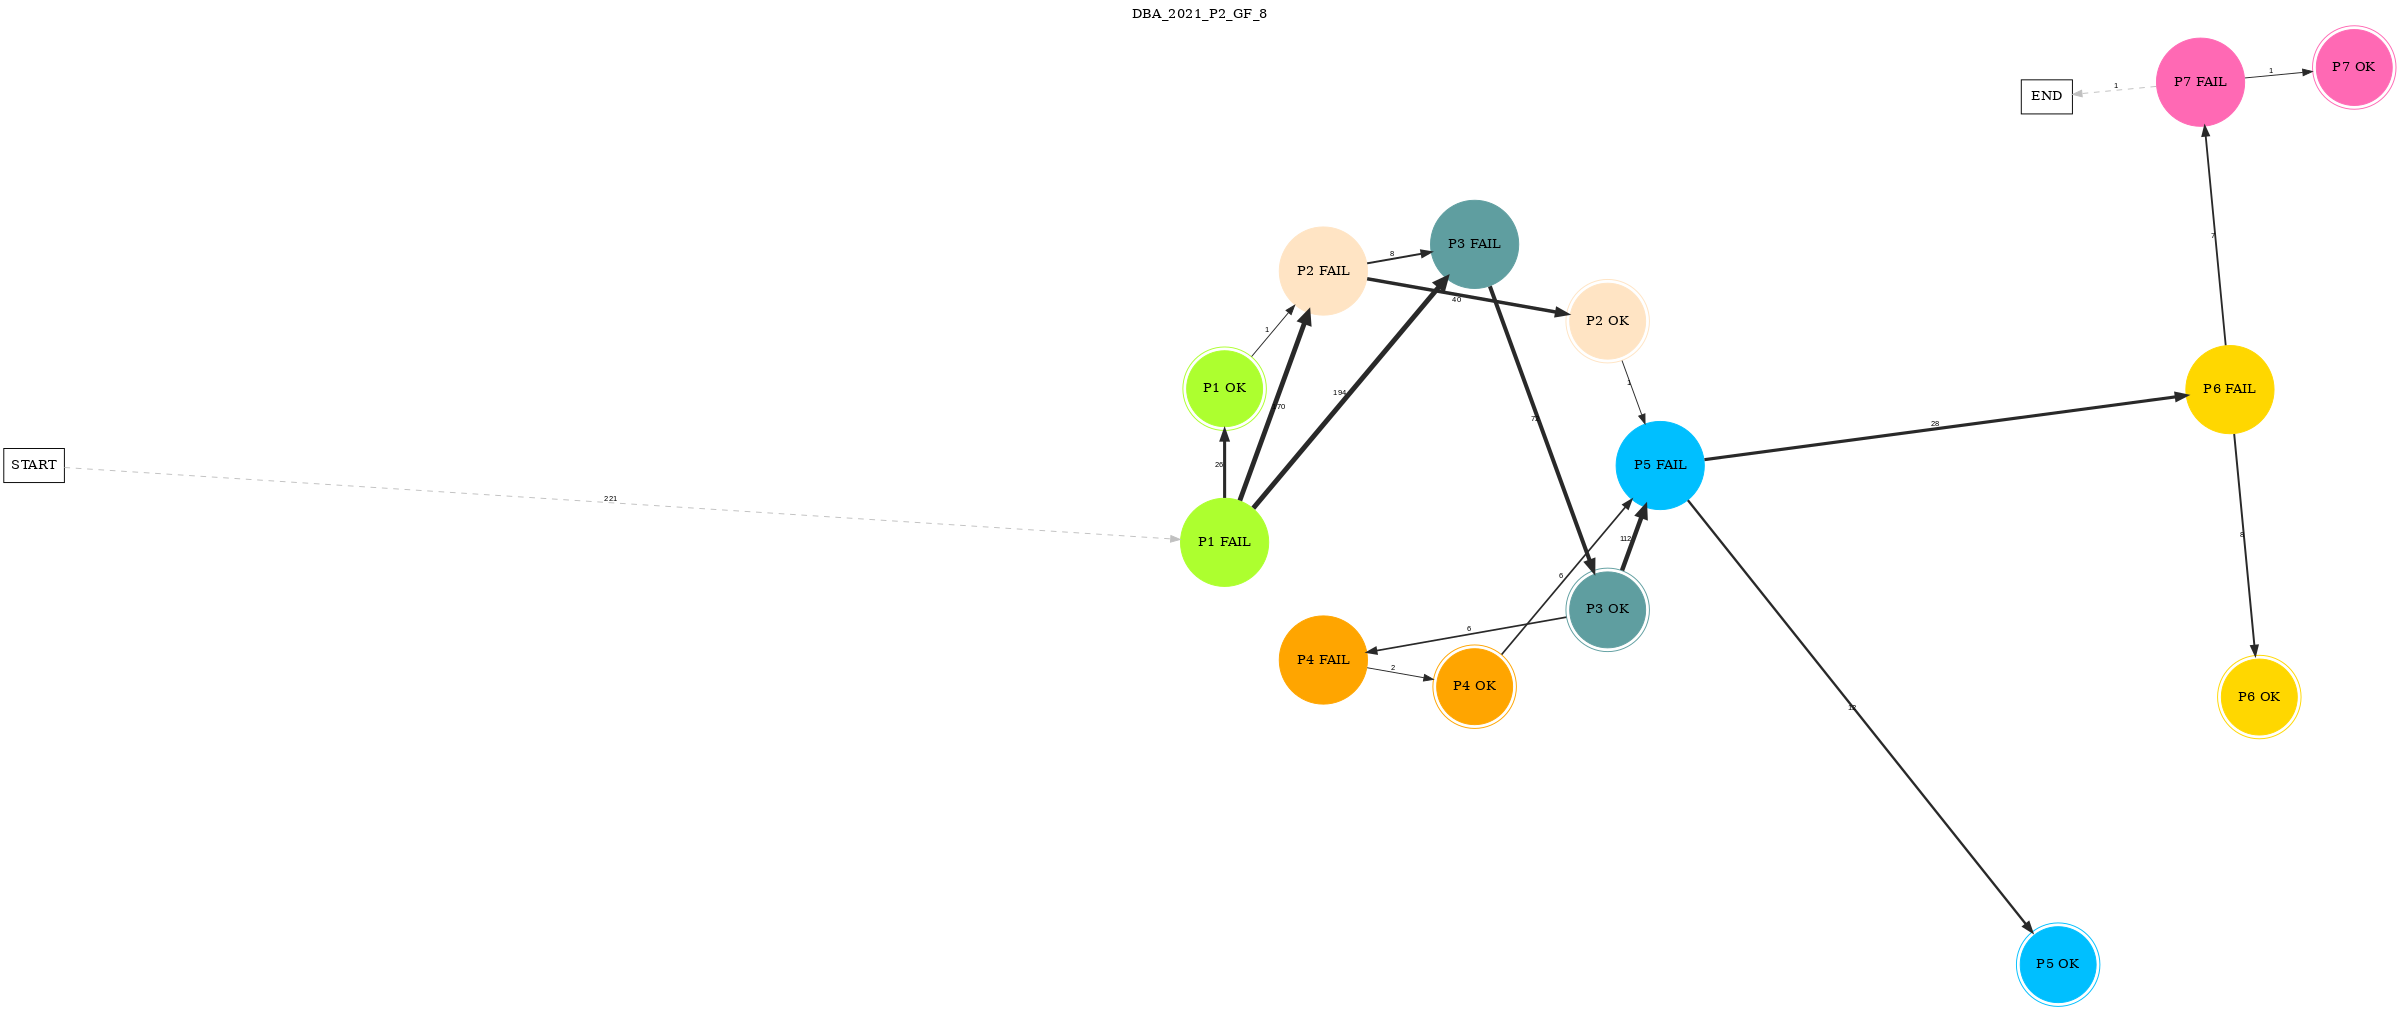 DBA_2021_P2_GF_8
P7 OK
P7 FAIL
1
1
END
7
P3 FAIL
P2 FAIL
8
40
P2 OK
1
P1 OK
194
1
P6 FAIL
28
P5 FAIL
START
26
221
112
P1 FAIL
8
6
P3 OK
6
P4 FAIL
2
P4 OK
P6 OK
12
P5 OK